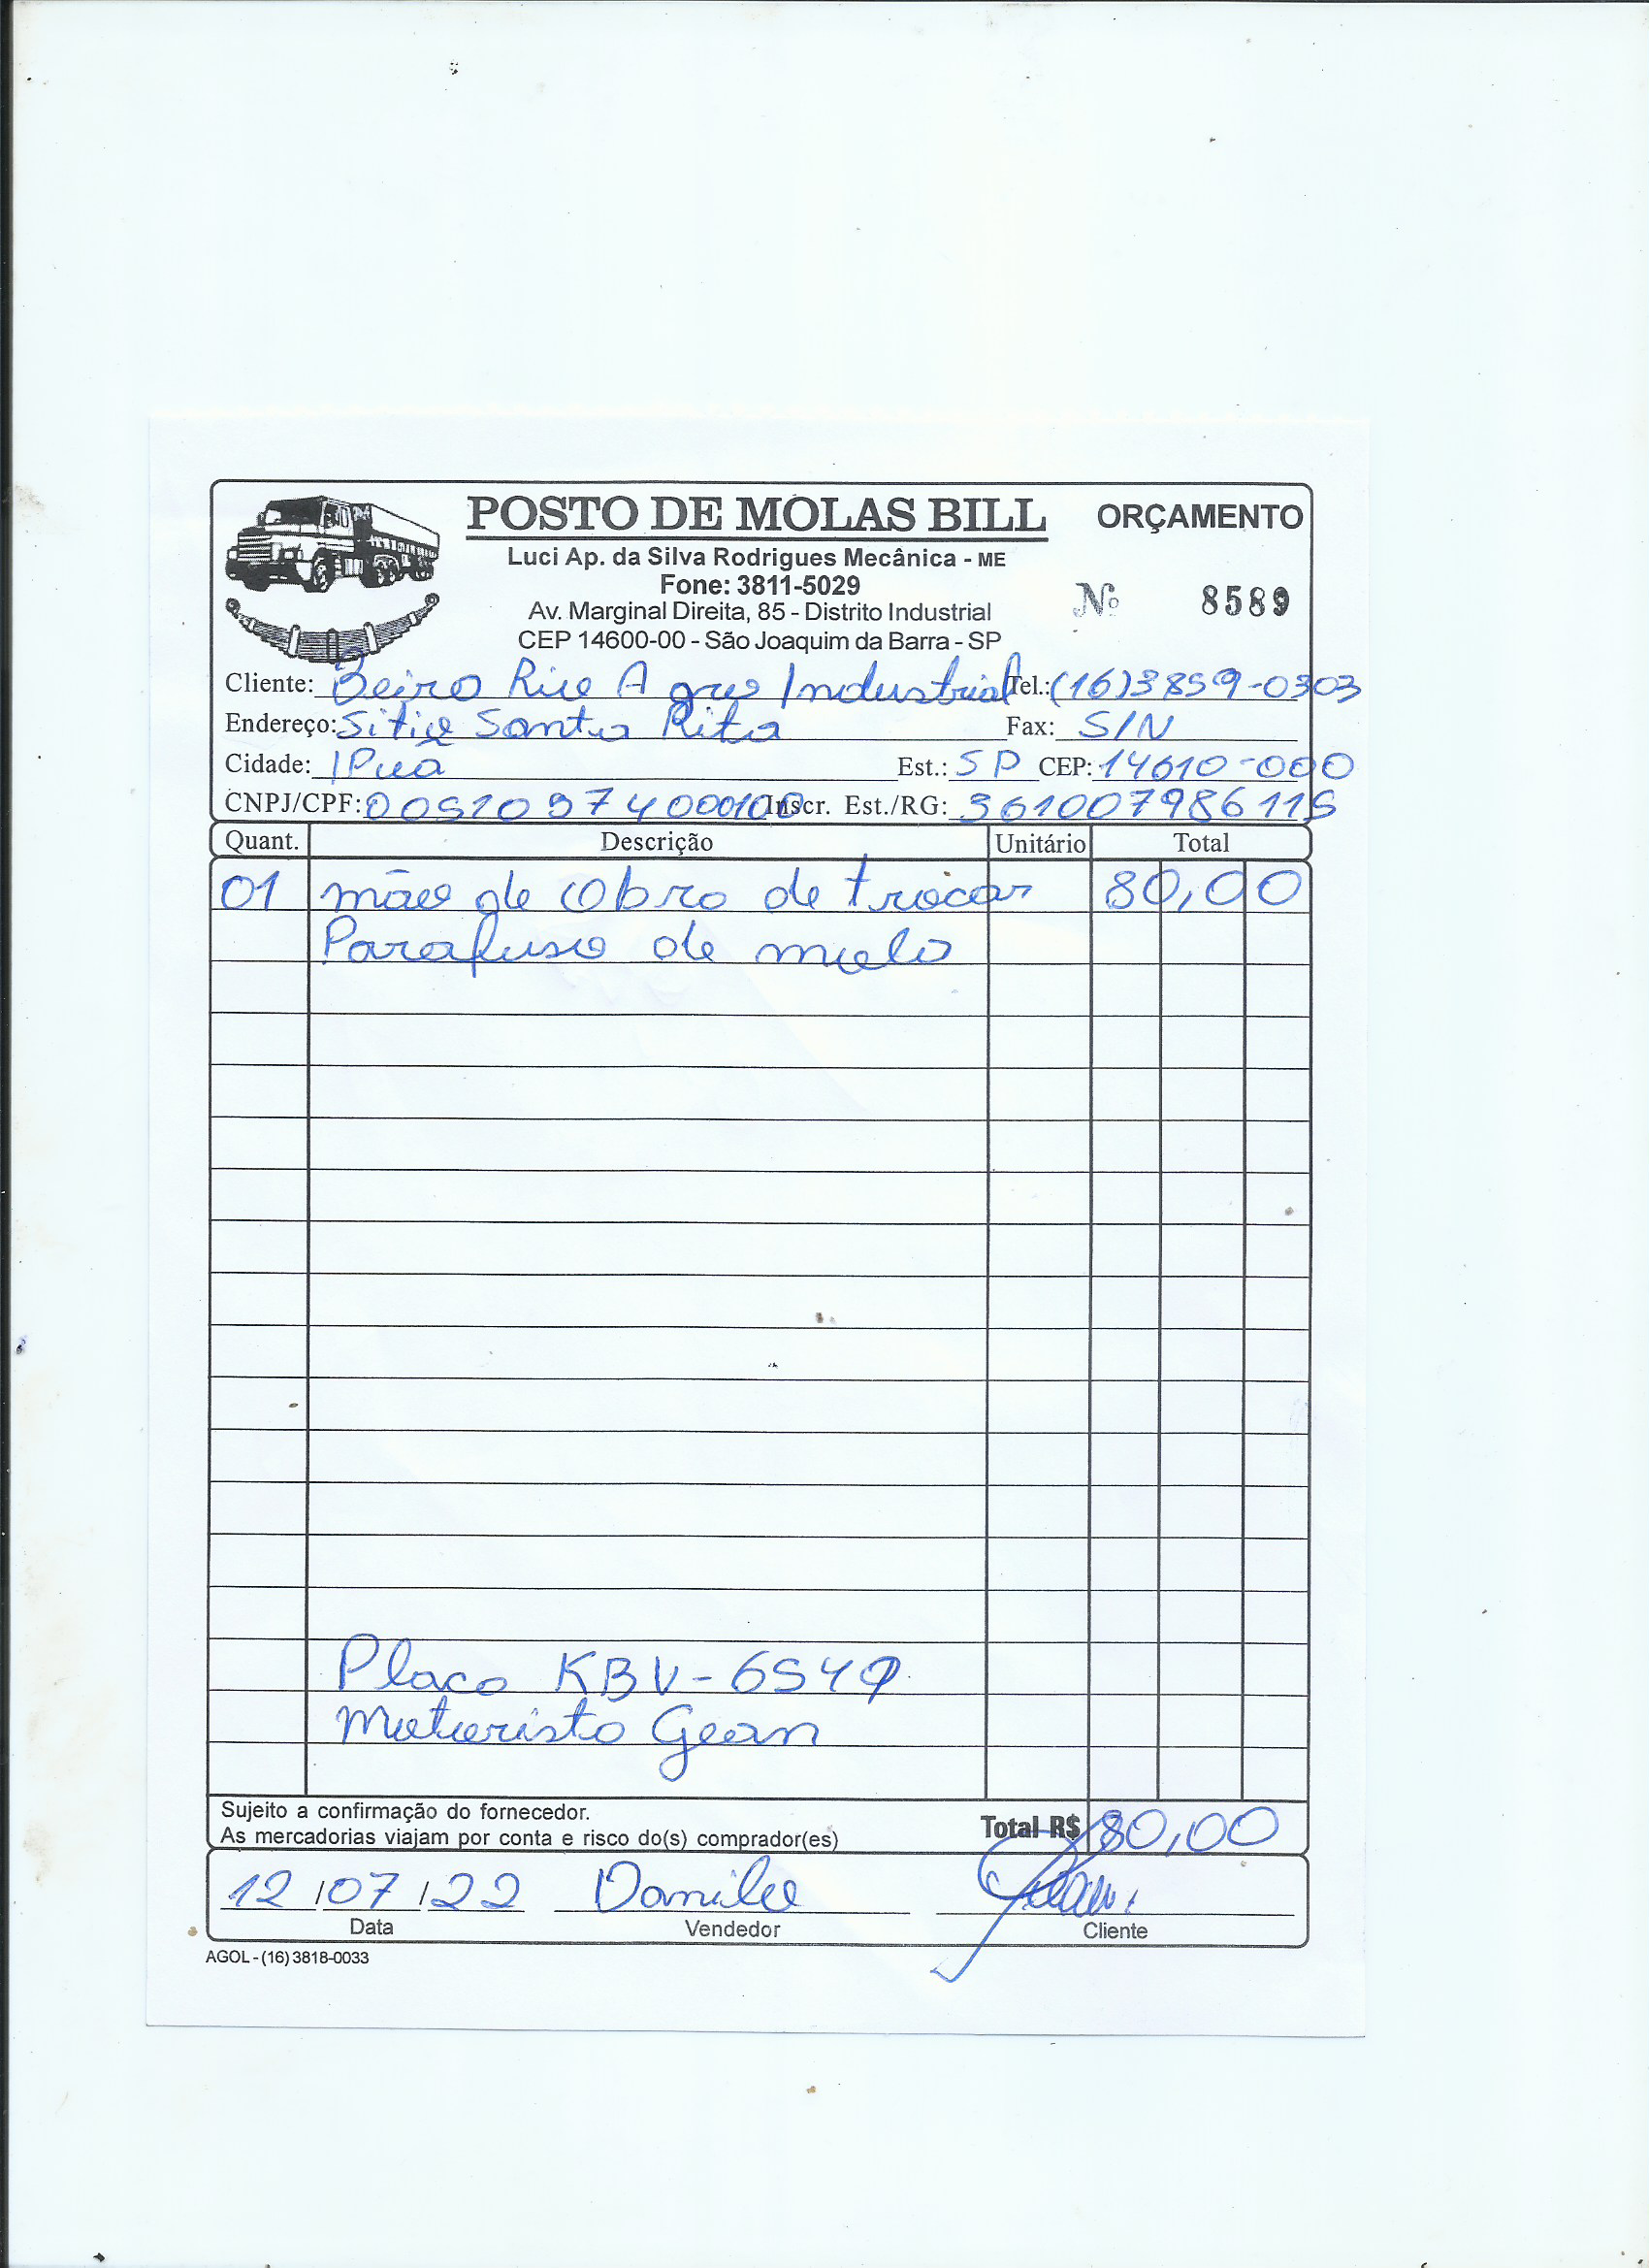 POSTO DE MOLAS BILL
ORÇAMENTO
Luci Ap. da Silva Rodrigues Mecânica - ME
Fone: 3811-5029
Av. Marginal Direita, 85 - Distrito Industrial
CEP 14600-00 - São Joaquim da Barra - SP
Nº 8589
Cliente: Beira Rio Agro Industrial Tel.: (16)3859-0303
Endereço: Sitio Santa Rita Fax: S/N
Cidade: IPuã Est.: SP CEP: 14610-000
CNPJ/CPF: 00510974000100 Inscr. Est./RG: 361007986115
Quant. Descrição Unitário Total
01 mão de obra de trocar 80,00
Parafuso de mola
Placa KBV-6549
Motorista Gean
Sujeito a confirmação do fornecedor.
As mercadorias viajam por conta e risco do(s) comprador(es)
Total R$ 80,00
12/07/22 Danilo
Data Vendedor Cliente
AGOL - (16) 3818-0033